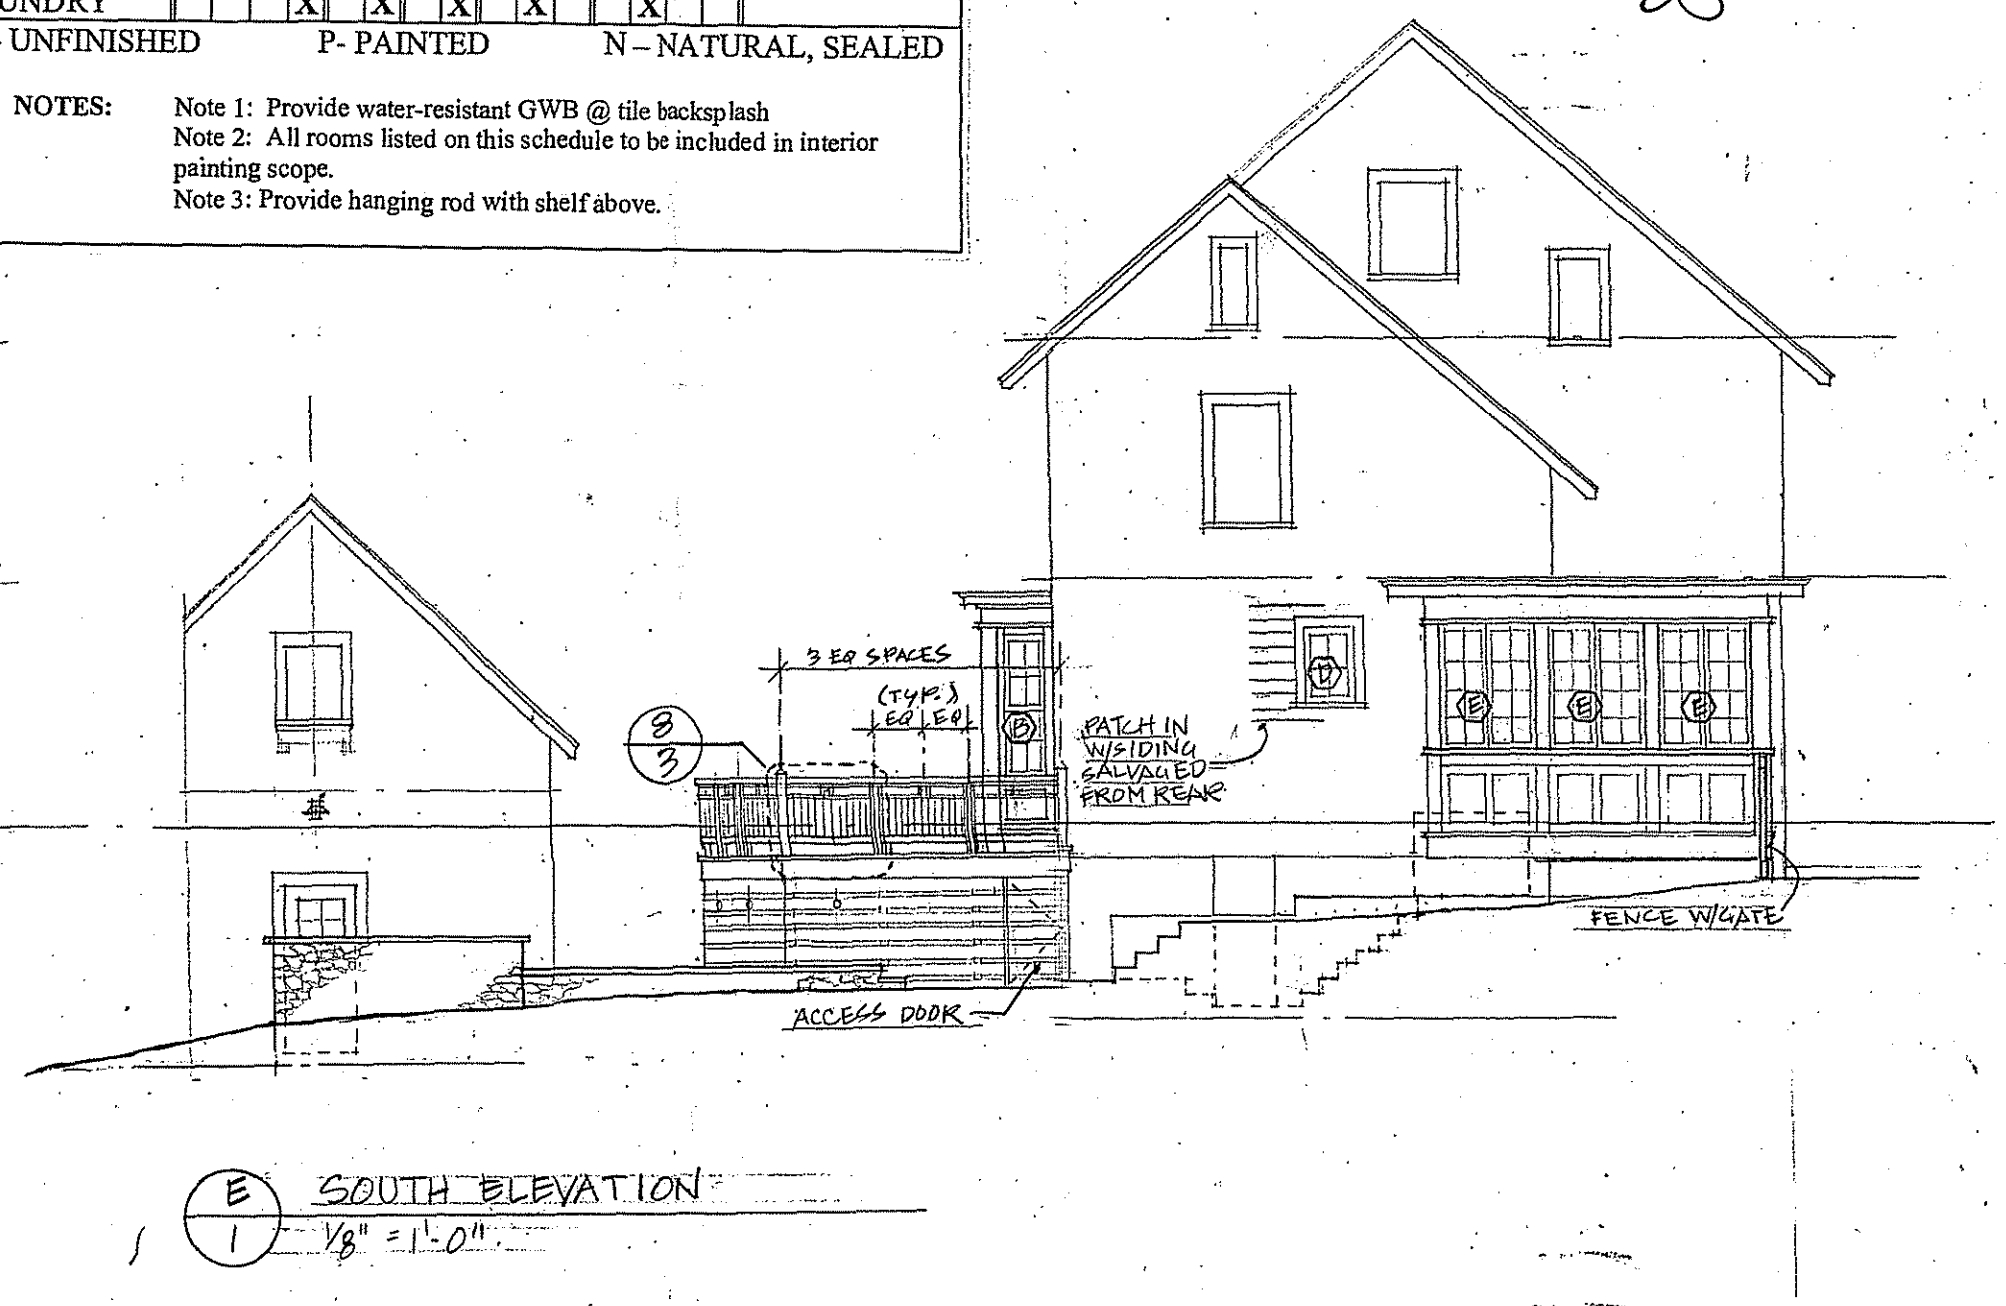 UNDRY X X X X X
- UNFINISHED P- PAINTED N – NATURAL, SEALED
NOTES: Note 1: Provide water-resistant GWB @ tile backsplash
Note 2: All rooms listed on this schedule to be included in interior
painting scope.
Note 3: Provide hanging rod with shelf above.
3 EQ SPACES
(TYP.)
EQ EQ
8
3
B
D
E E E
PATCH IN
W/SIDING
SALVAGED
FROM REAR
FENCE W/GATE
ACCESS DOOR
E
1
SOUTH ELEVATION
1/8" = 1'-0"